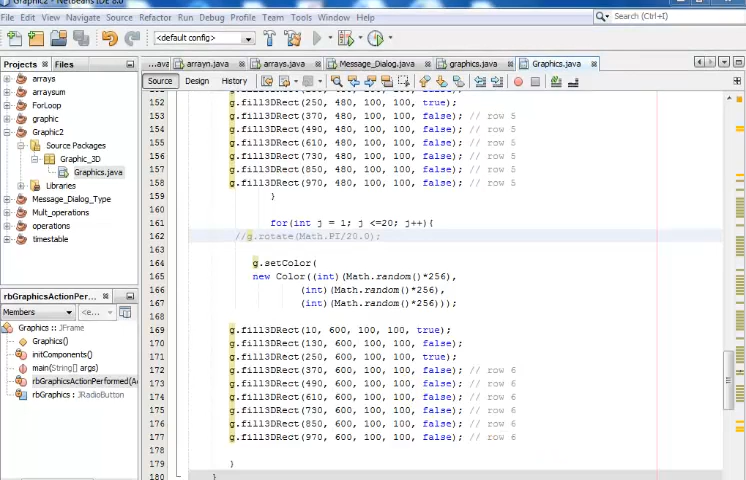 Graphic2 - NetBeans IDE 8.0
File Edit View Navigate Source Refactor Run Debug Profile Team Tools Window Help
Search (Ctrl+I)
<default config>
Projects Files
...ava arrayn.java arrays.java Message_Dialog.java graphics.java Graphics.java
Source Design History
arrays
arraysum
ForLoop
graphic
Graphic2
Source Packages
Graphic_3D
Graphics.java
Libraries
Message_Dialog_Type
Mult_operations
operations
timestable
rbGraphicsActionPerf...
Members <e...
Graphics :: JFrame
Graphics()
initComponents()
main(String[] args)
rbGraphicsActionPerformed(A
rbGraphics : JRadioButton
152 g.fill3DRect(250, 480, 100, 100, true);
153 g.fill3DRect(370, 480, 100, 100, false); // row 5
154 g.fill3DRect(490, 480, 100, 100, false); // row 5
155 g.fill3DRect(610, 480, 100, 100, false); // row 5
156 g.fill3DRect(730, 480, 100, 100, false); // row 5
157 g.fill3DRect(850, 480, 100, 100, false); // row 5
158 g.fill3DRect(970, 480, 100, 100, false); // row 5
159 }
160
161 for(int j = 1; j <=20; j++){
162 //g.rotate(Math.PI/20.0);
163
164 g.setColor(
165 new Color((int)(Math.random()*256),
166 (int)(Math.random()*256),
167 (int)(Math.random()*256)));
168
169 g.fill3DRect(10, 600, 100, 100, true);
170 g.fill3DRect(130, 600, 100, 100, false);
171 g.fill3DRect(250, 600, 100, 100, true);
172 g.fill3DRect(370, 600, 100, 100, false); // row 6
173 g.fill3DRect(490, 600, 100, 100, false); // row 6
174 g.fill3DRect(610, 600, 100, 100, false); // row 6
175 g.fill3DRect(730, 600, 100, 100, false); // row 6
176 g.fill3DRect(850, 600, 100, 100, false); // row 6
177 g.fill3DRect(970, 600, 100, 100, false); // row 6
178
179 }
180 }